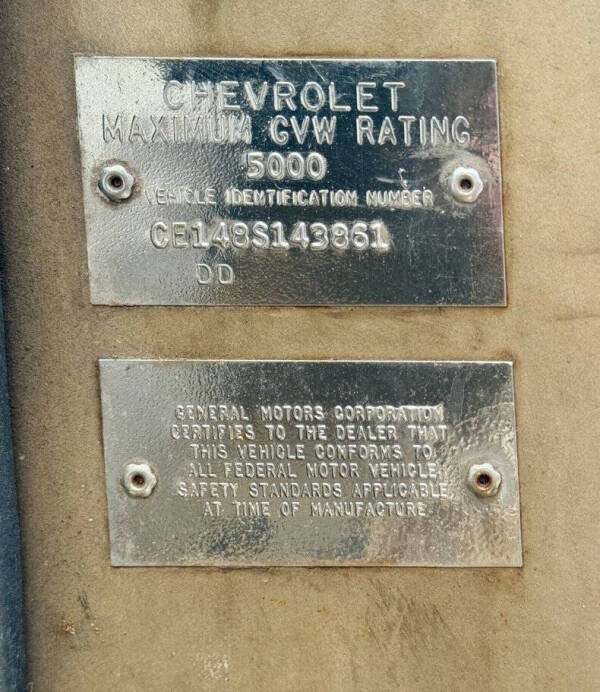 CHEVROLET
MAXIMUM GVW RATING
5000
VEHICLE IDENTIFICATION NUMBER
CE148S143861
DD
GENERAL MOTORS CORPORATION
CERTIFIES TO THE DEALER THAT
THIS VEHICLE CONFORMS TO
ALL FEDERAL MOTOR VEHICLE
SAFETY STANDARDS APPLICABLE
AT TIME OF MANUFACTURE